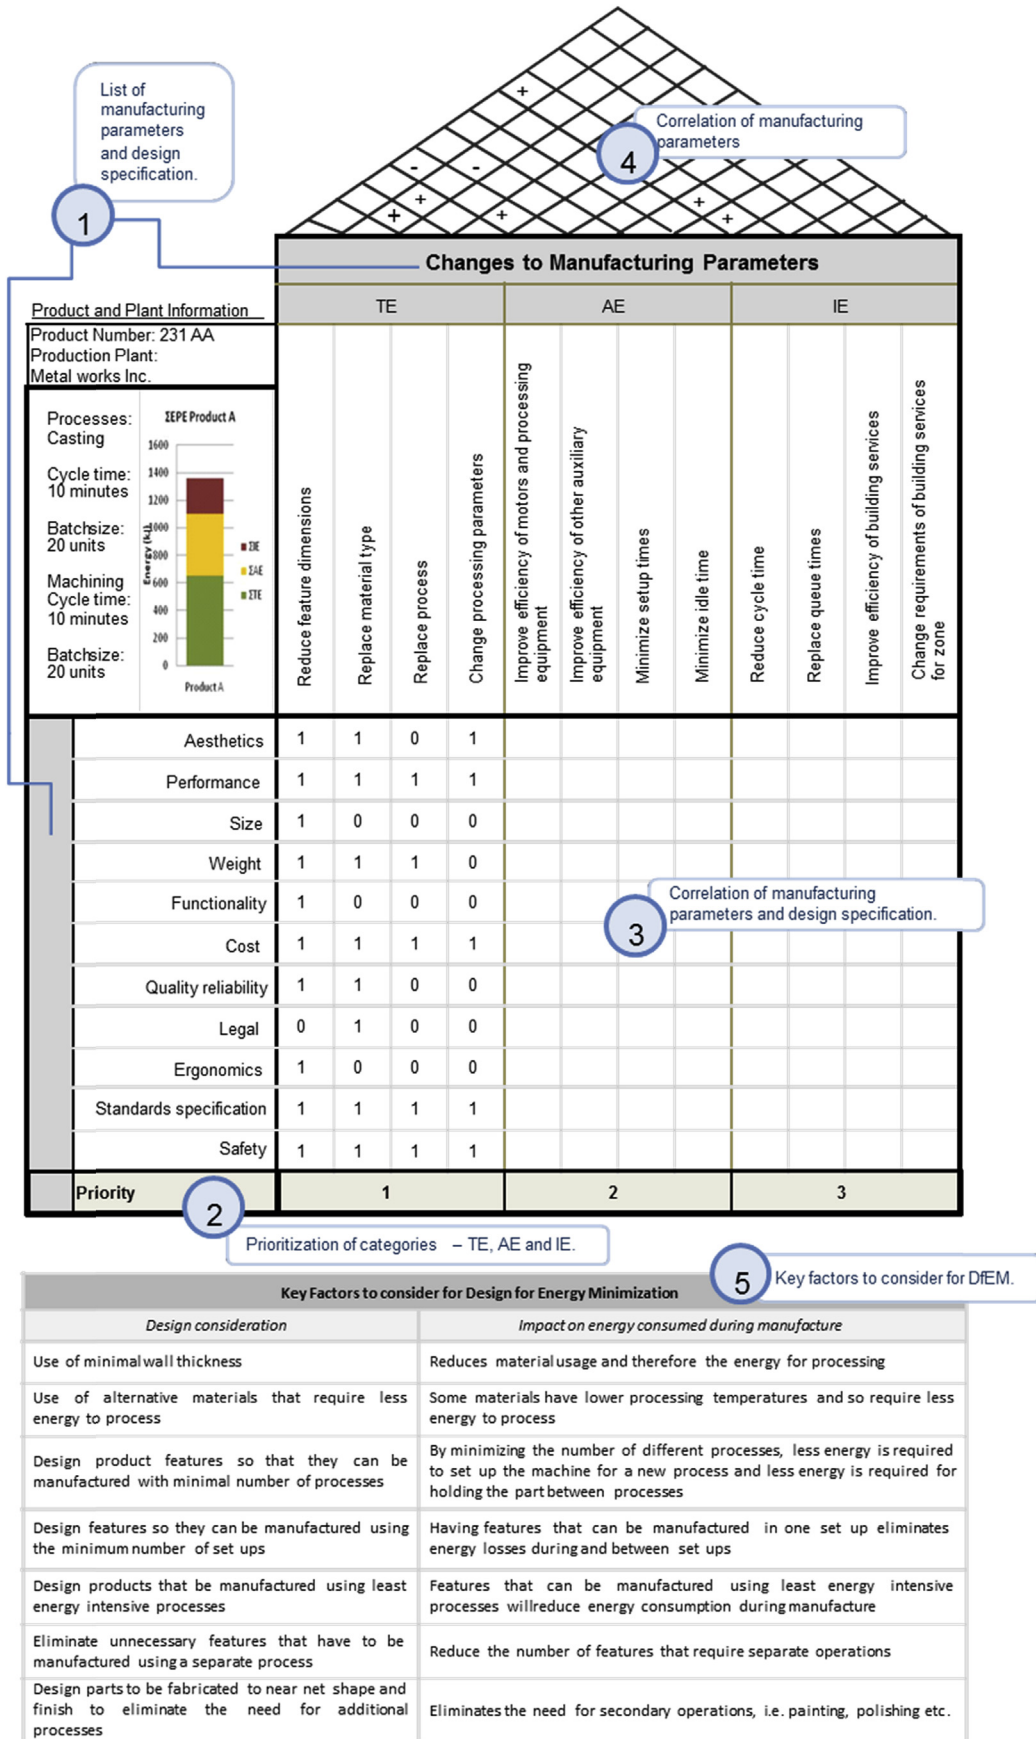 List of
manufacturing
parameters
and design
specification.
1
+
-
-
+
+
+
+
+
4
Correlation of manufacturing
parameters
Changes to Manufacturing Parameters
TE
AE
IE
Product and Plant Information
Product Number: 231 AA
Production Plant:
Metal works Inc.
Processes:
Casting
Cycle time:
10 minutes
Batchsize:
20 units
Machining
Cycle time:
10 minutes
Batchsize:
20 units
ΣEPE Product A
1600
1400
1200
1000
800
600
400
200
0
Energy (kJ)
ΣIE
ΣAE
ΣTE
Product A
Reduce feature dimensions
Replace material type
Replace process
Change processing parameters
Improve efficiency of motors and processing
equipment
Improve efficiency of other auxiliary
equipment
Minimize setup times
Minimize idle time
Reduce cycle time
Replace queue times
Improve efficiency of building services
Change requirements of building services
for zone
Aesthetics 1 1 0 1
Performance 1 1 1 1
Size 1 0 0 0
Weight 1 1 1 0
Functionality 1 0 0 0
Cost 1 1 1 1
Quality reliability 1 1 0 0
Legal 0 1 0 0
Ergonomics 1 0 0 0
Standards specification 1 1 1 1
Safety 1 1 1 1
3
Correlation of manufacturing
parameters and design specification.
Priority 1 2 3
2
Prioritization of categories – TE, AE and IE.
5
Key factors to consider for DfEM.
Key Factors to consider for Design for Energy Minimization
Design consideration
Impact on energy consumed during manufacture
Use of minimal wall thickness
Reduces material usage and therefore the energy for processing
Use of alternative materials that require less
energy to process
Some materials have lower processing temperatures and so require less
energy to process
Design product features so that they can be
manufactured with minimal number of processes
By minimizing the number of different processes, less energy is required
to set up the machine for a new process and less energy is required for
holding the part between processes
Design features so they can be manufactured using
the minimum number of set ups
Having features that can be manufactured in one set up eliminates
energy losses during and between set ups
Design products that be manufactured using least
energy intensive processes
Features that can be manufactured using least energy intensive
processes willreduce energy consumption during manufacture
Eliminate unnecessary features that have to be
manufactured using a separate process
Reduce the number of features that require separate operations
Design parts to be fabricated to near net shape and
finish to eliminate the need for additional
processes
Eliminates the need for secondary operations, i.e. painting, polishing etc.